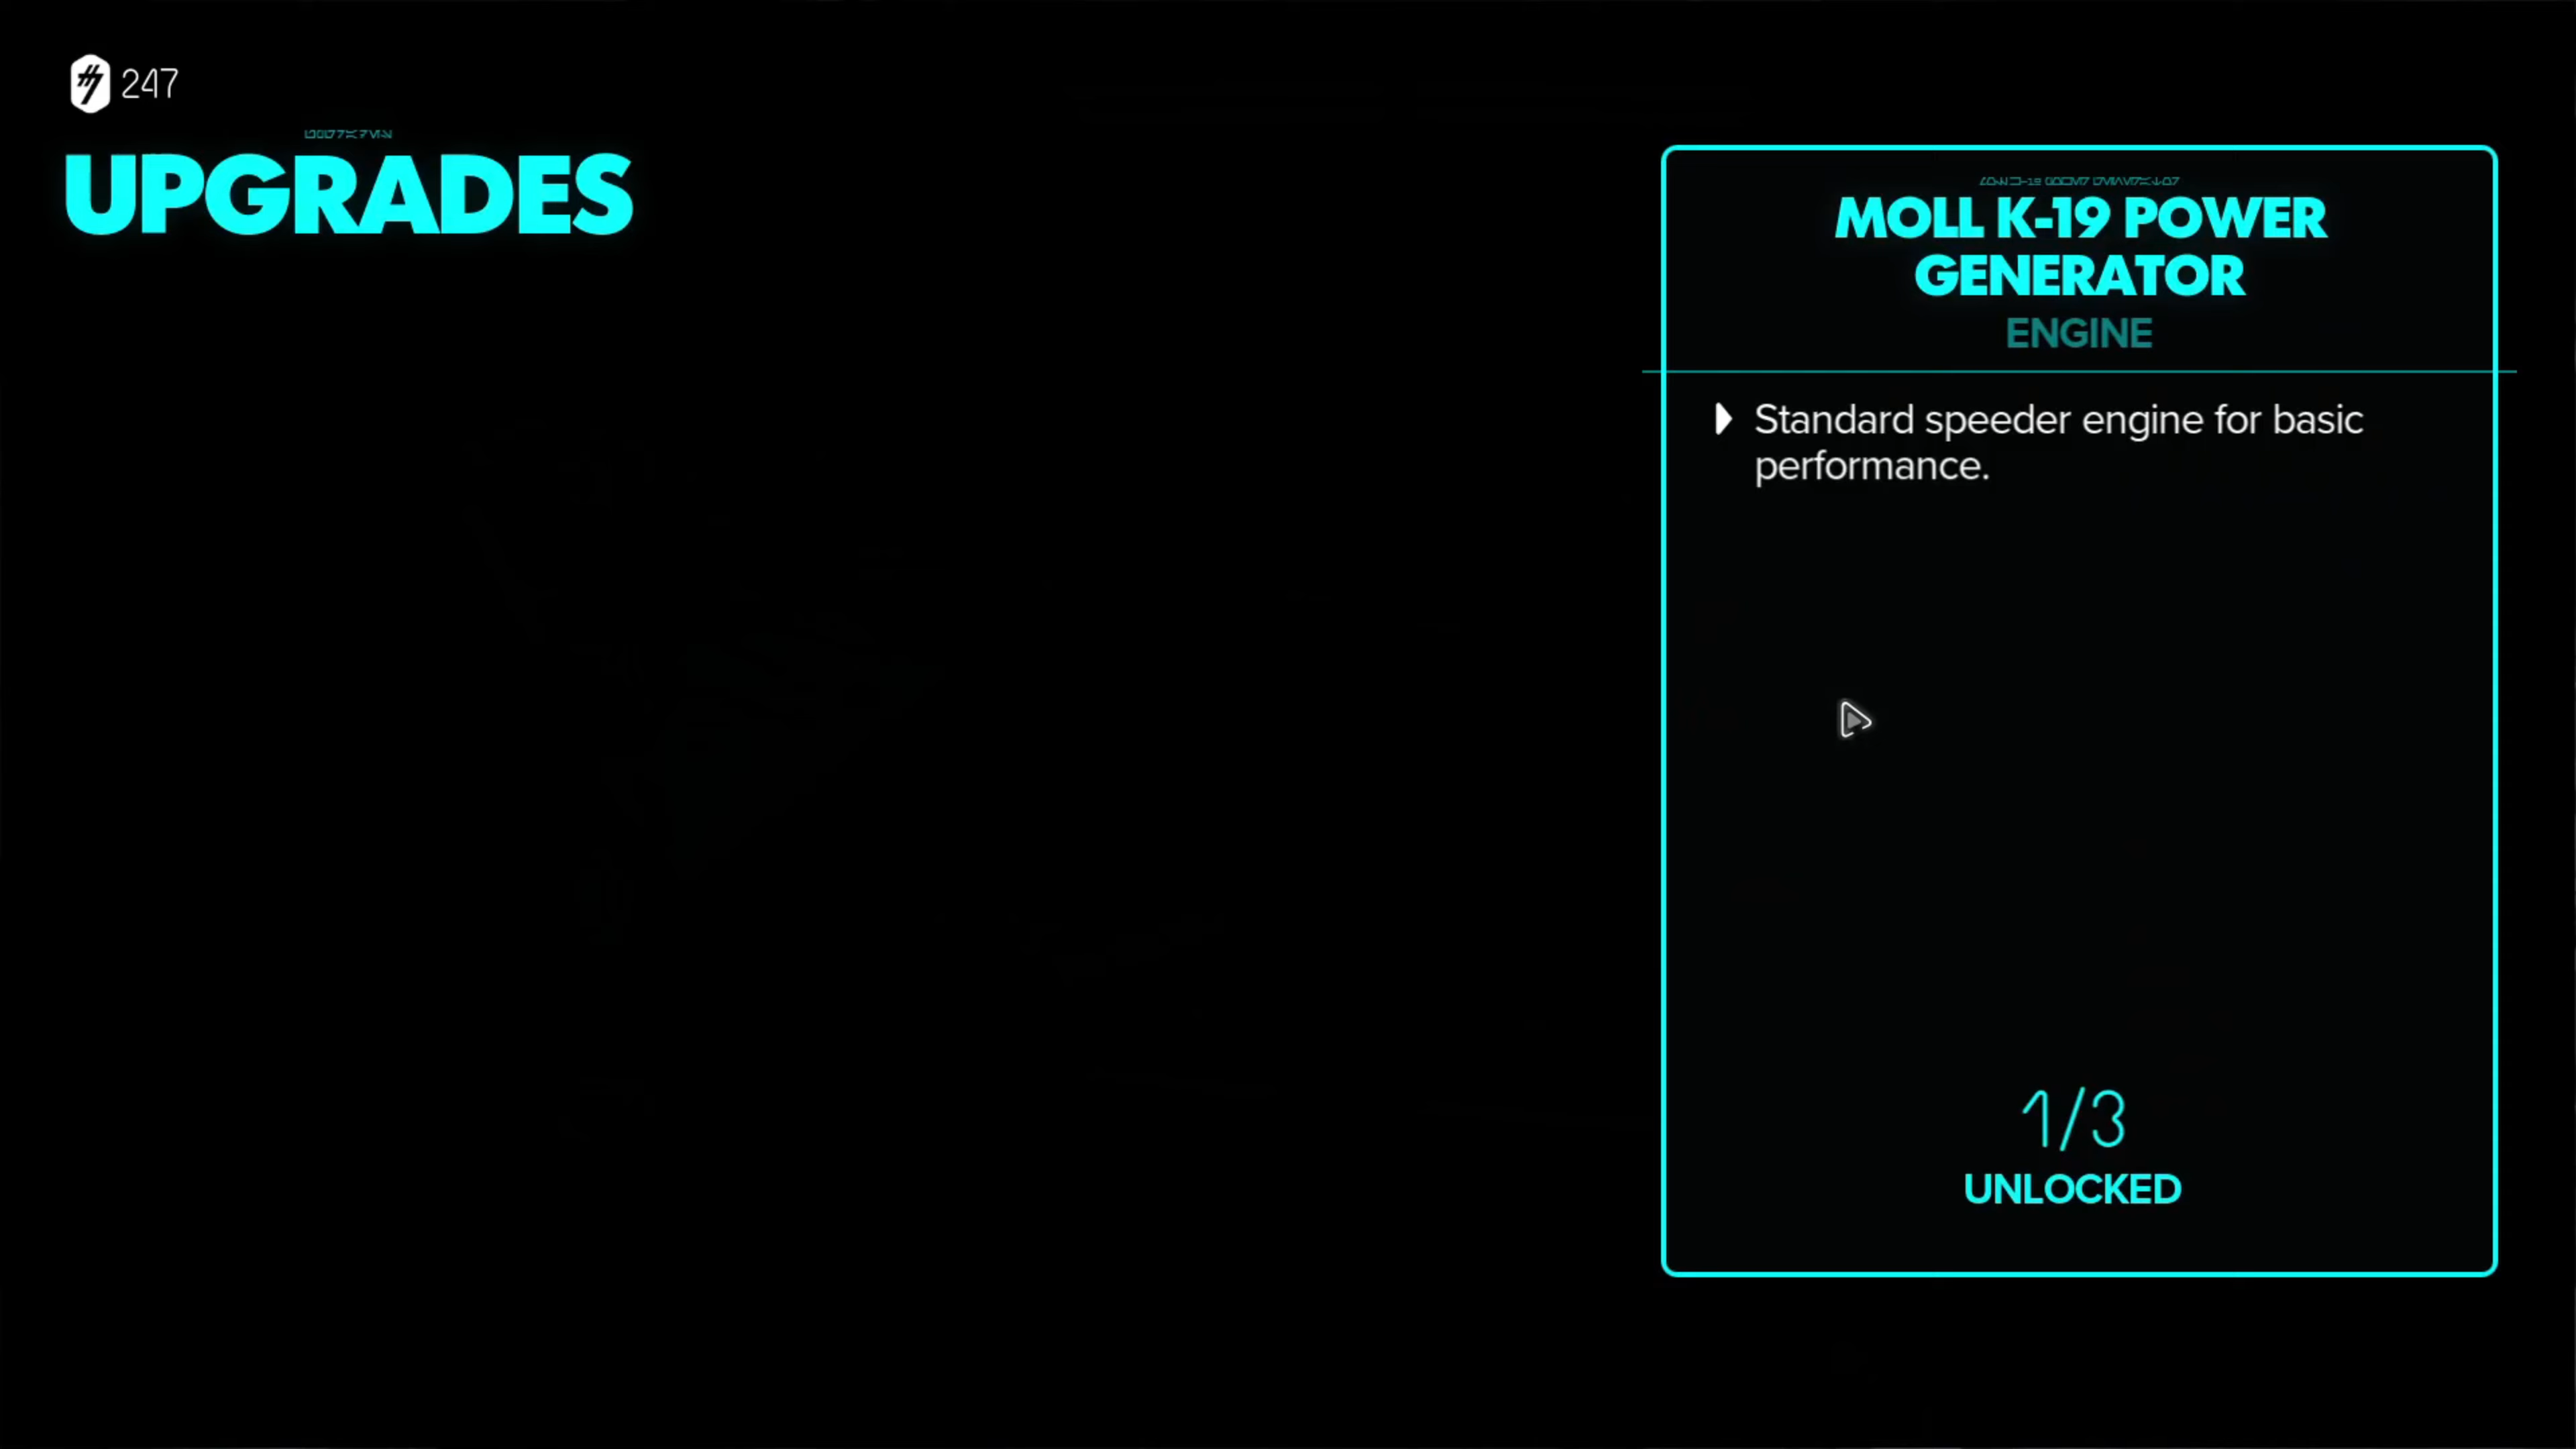 247
UPGRADES
MOLL K-19 POWER
GENERATOR
ENGINE
Standard speeder engine for basic
performance.
1/3
UNLOCKED